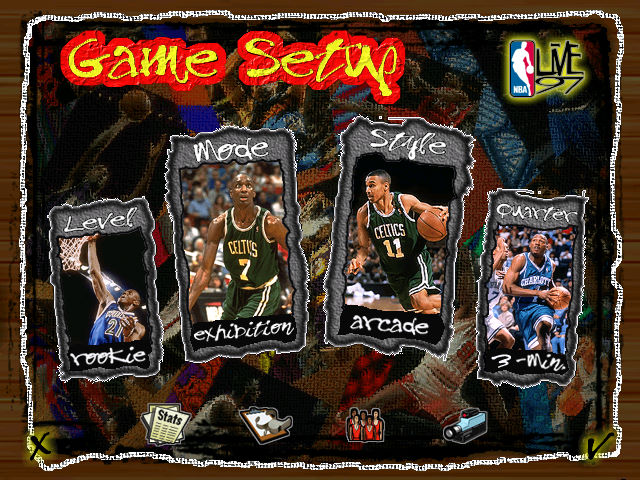 Game Setup
NBA
LIVE
97
Level
rookie
Mode
CELTICS
7
exhibition
Style
CELTICS
11
arcade
Quarter
CHARLOTTE
3-Min.
Stats
X